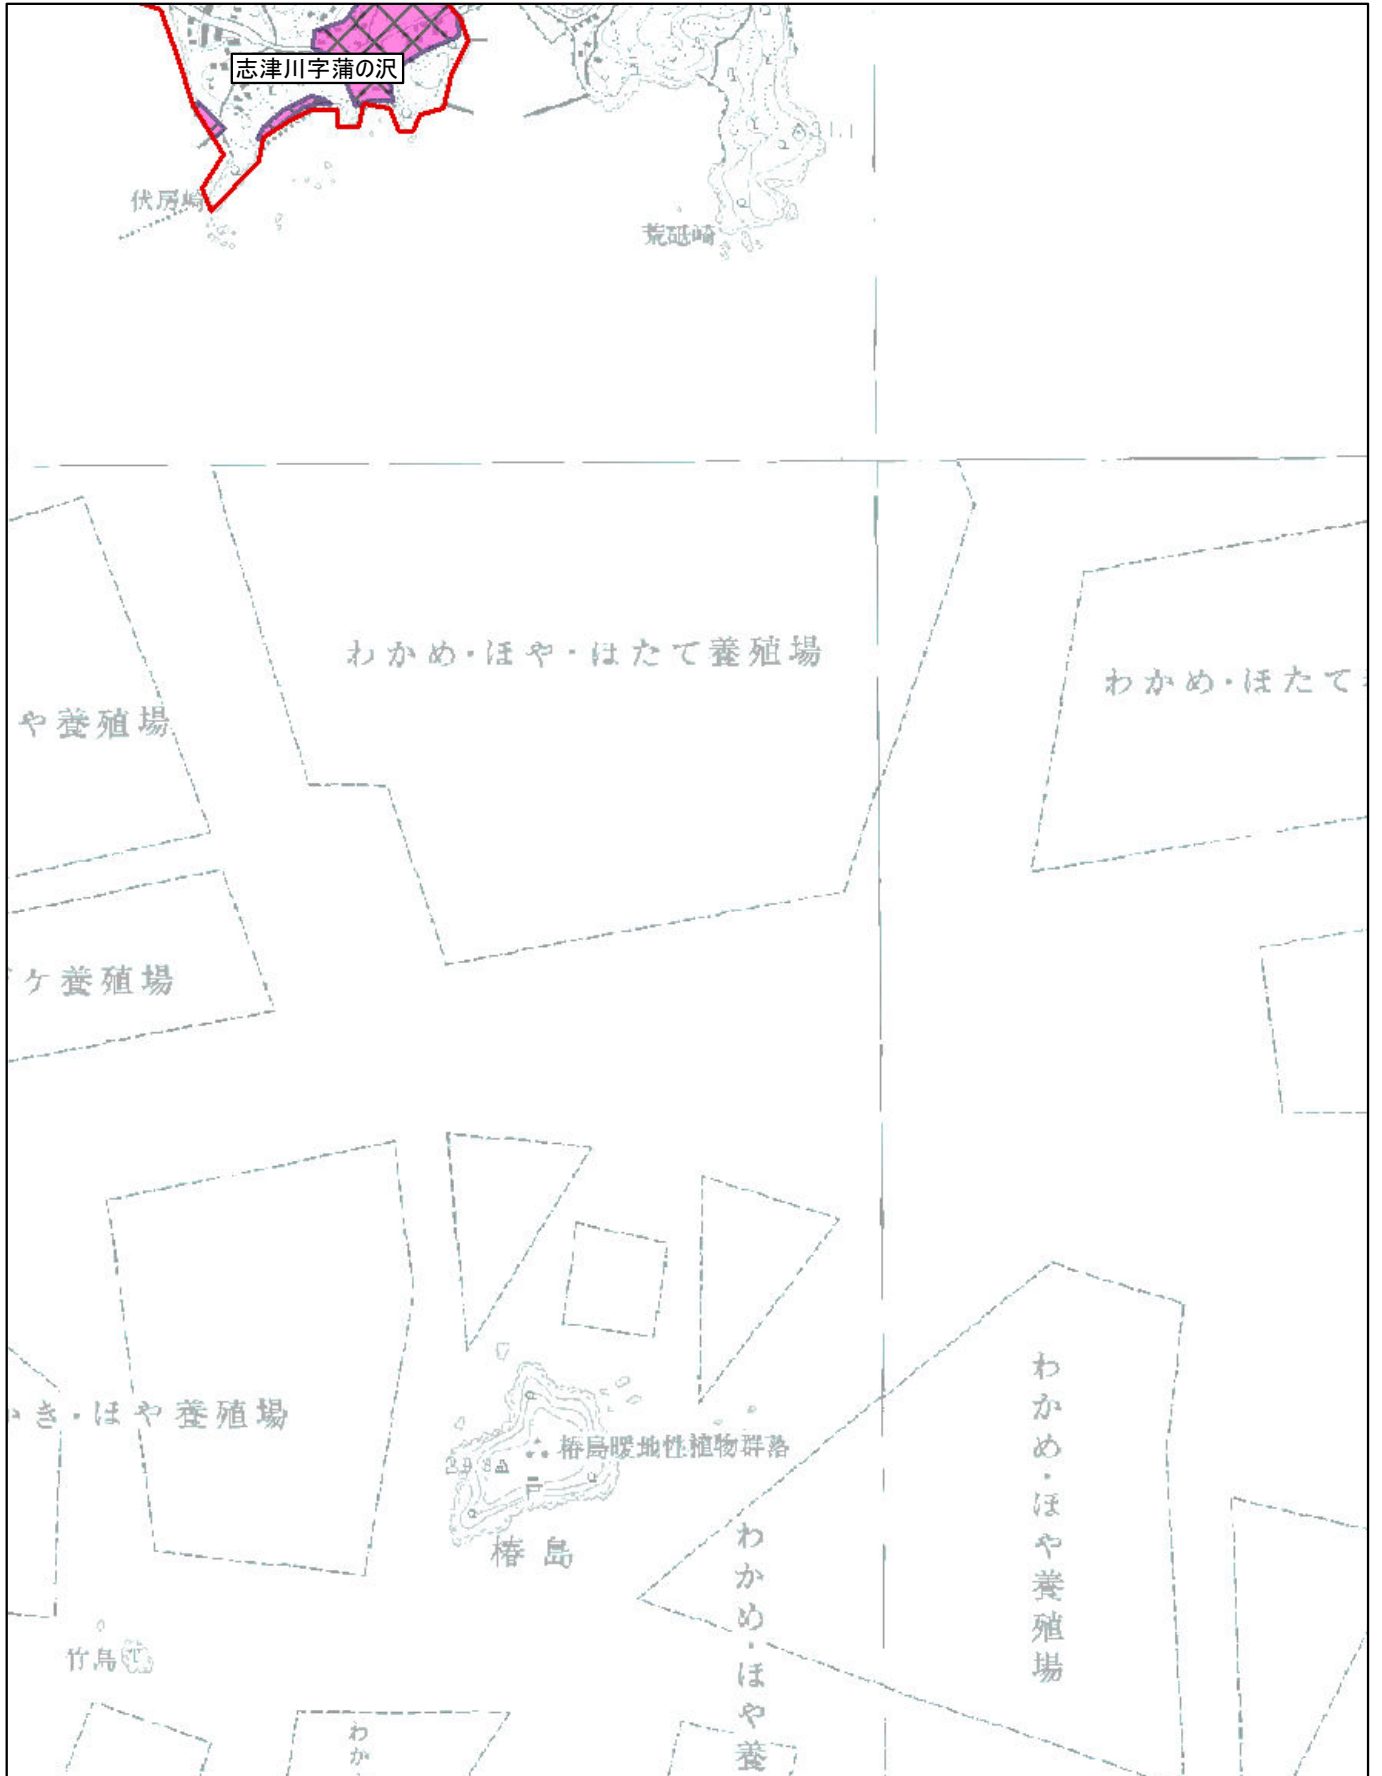 志津川字蒲の沢
伏房崎
荒砥崎
わかめ・ほや・はたて養殖場
わかめ・ほたて
や養殖場
ケ養殖場
き・ほや養殖場
椿島暖地性植物群落
椿島
わかめ・ほや養殖場
わかめ・ほや養
竹島
わか